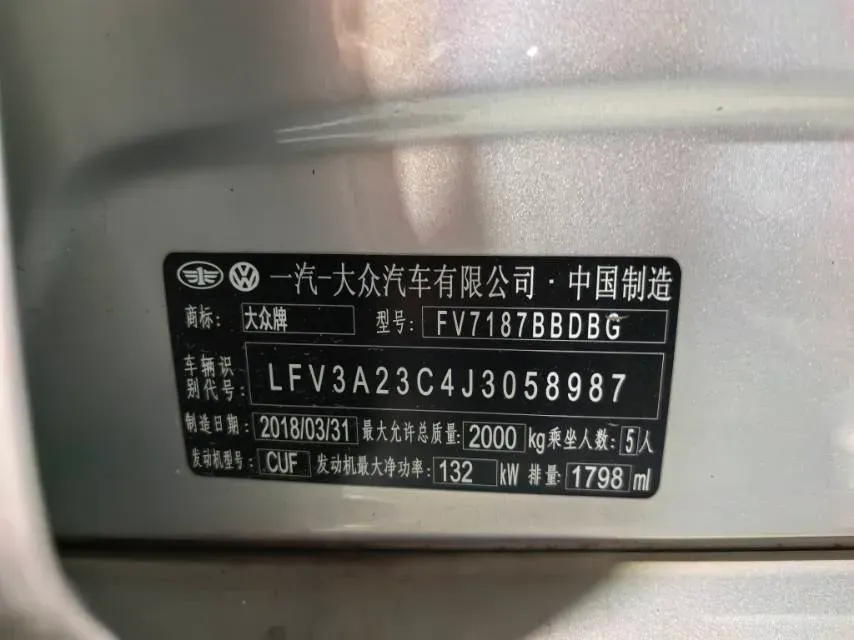 一汽-大众汽车有限公司·中国制造
商标: 大众牌 型号: FV7187BBDBG
车辆识别代号: LFV3A23C4J3058987
制造日期: 2018/03/31 最大允许总质量: 2000 kg 乘坐人数: 5 人
发动机型号: CUF 发动机最大净功率: 132 kW 排量: 1798 ml